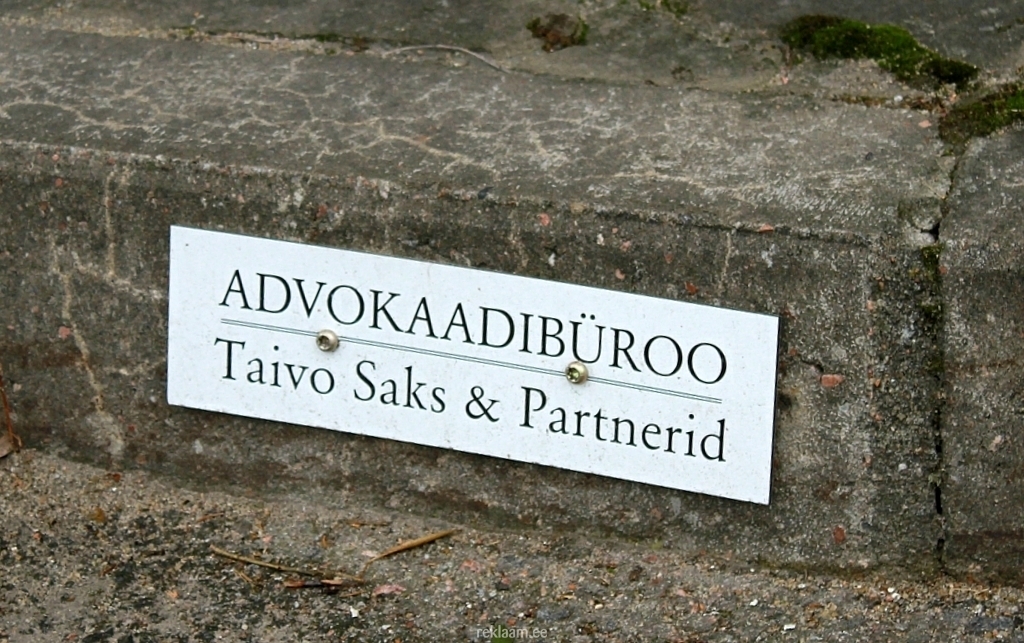 ADVOKAADIBÜROO
Taivo Saks & Partnerid
reklaam.ee